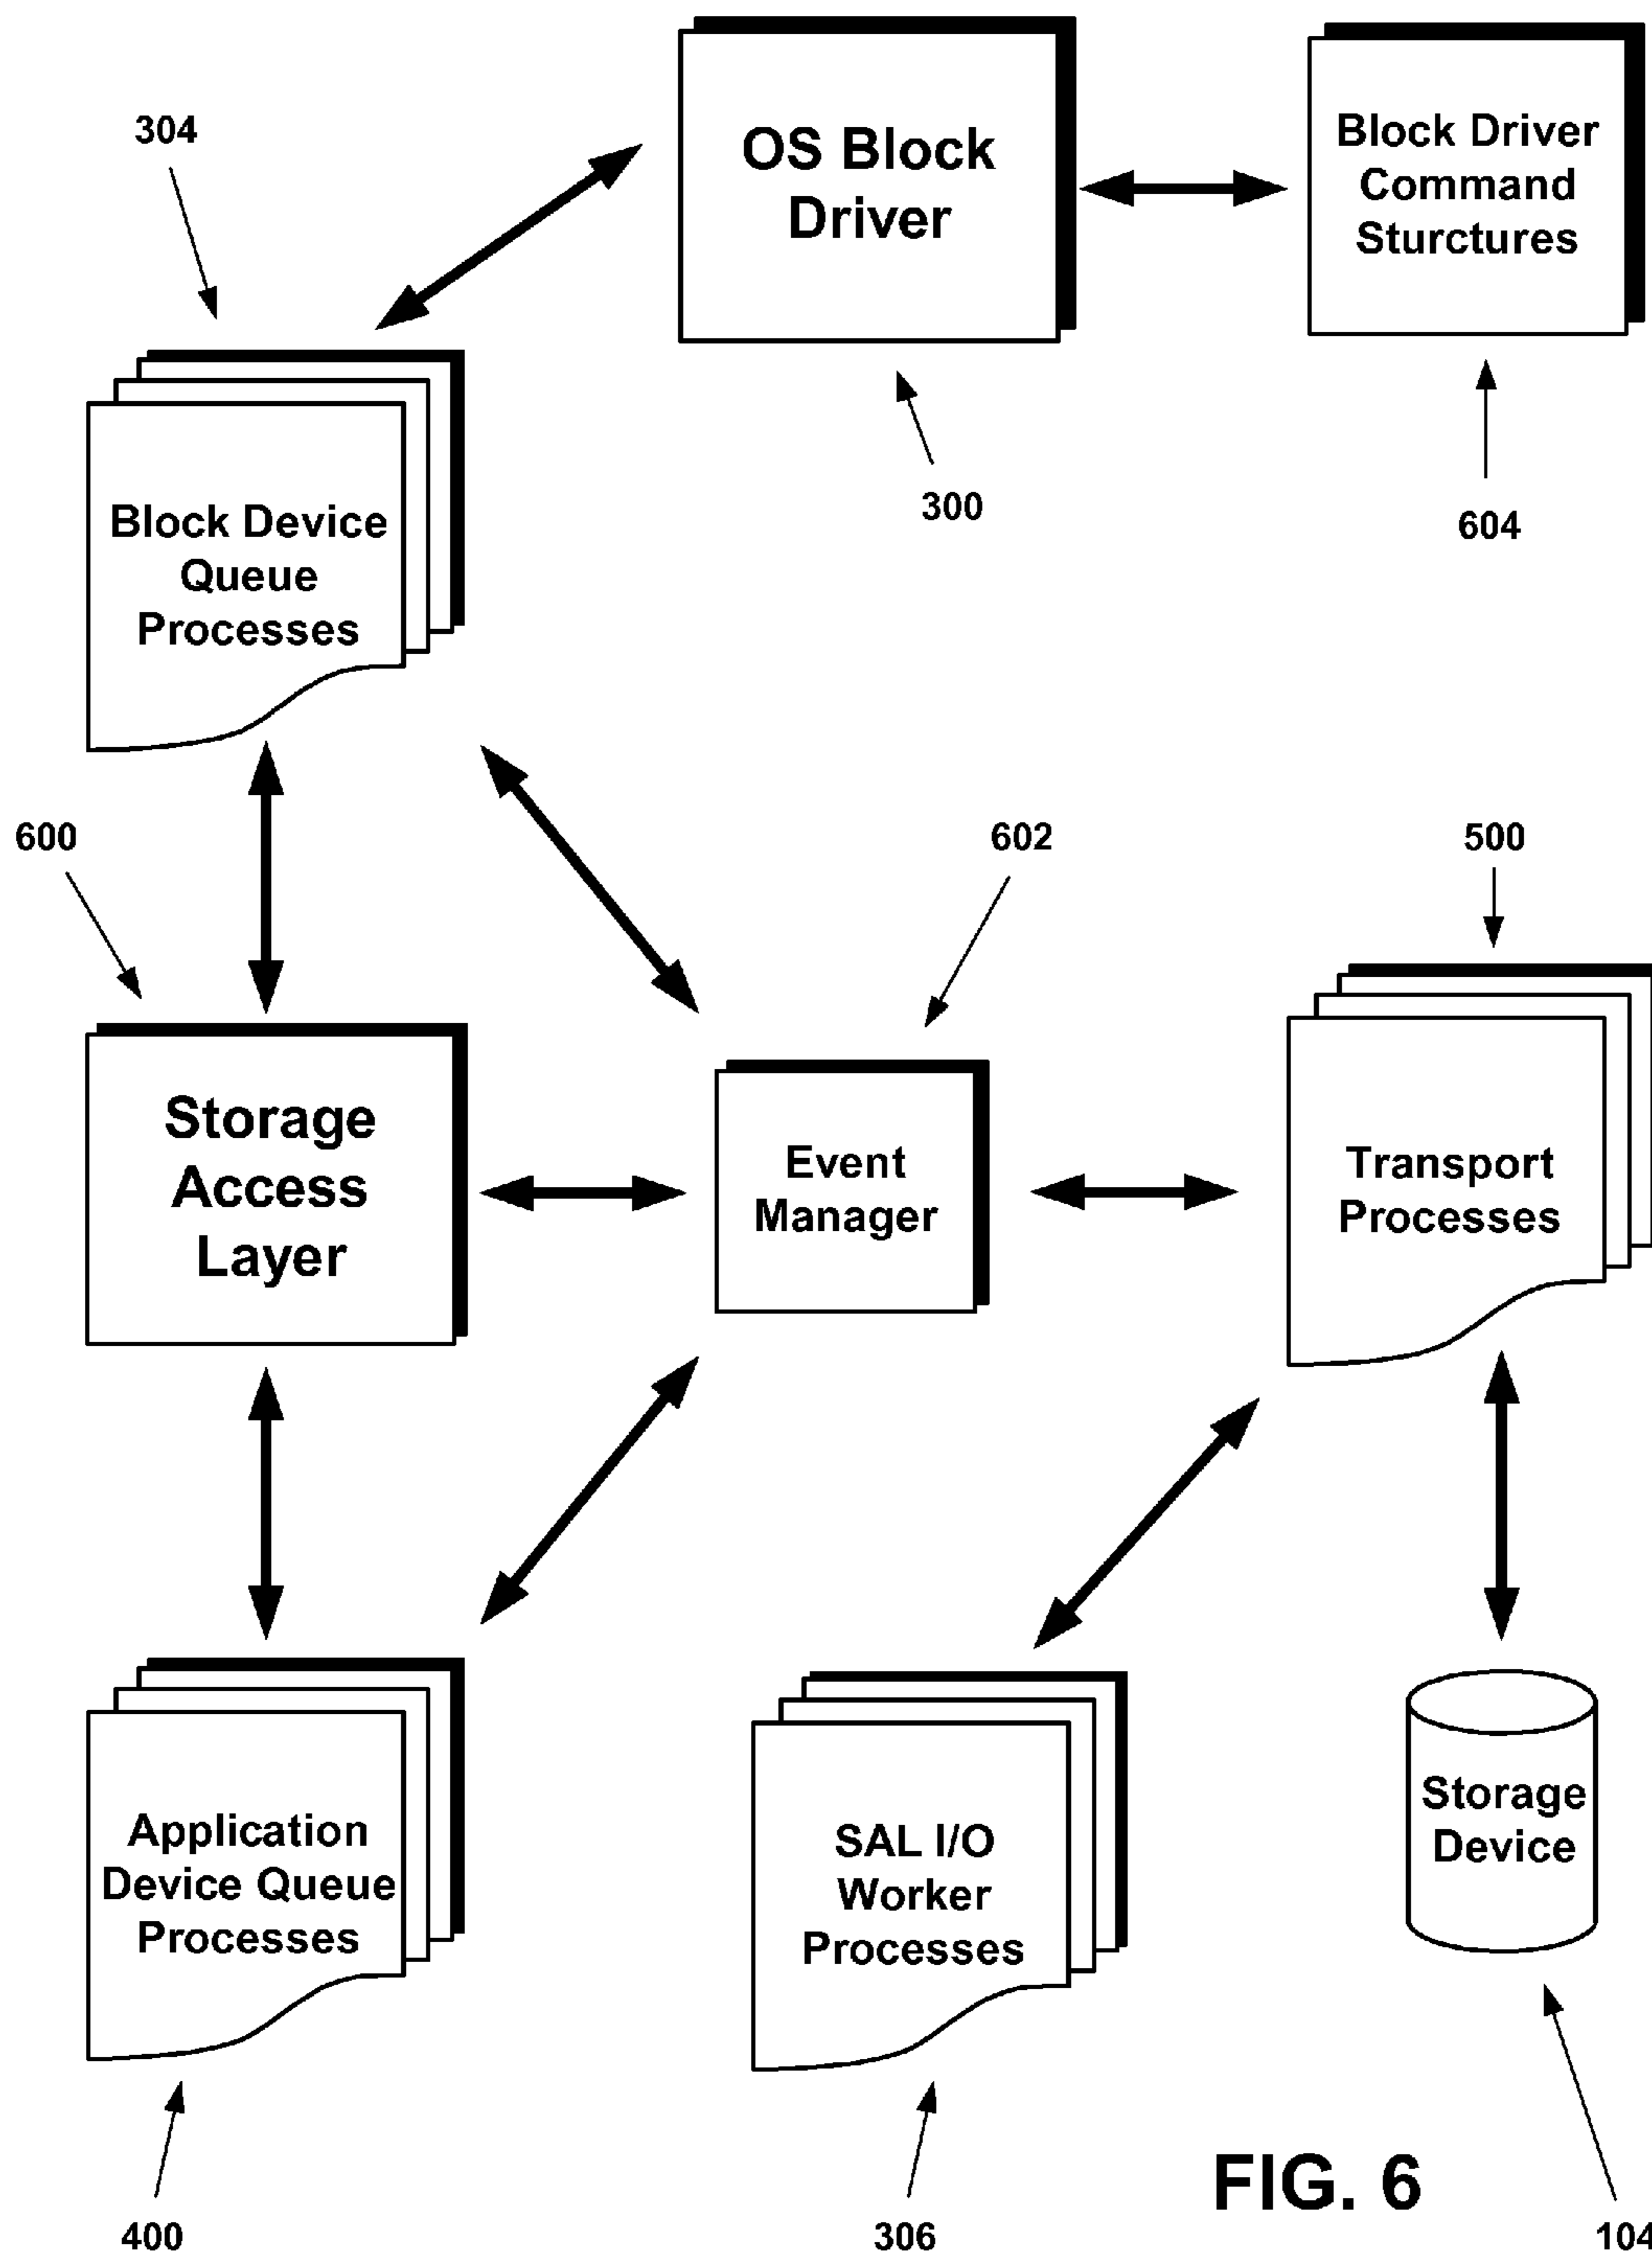 304
OS Block
Driver
Block Driver
Command
Sturctures
300
604
Block Device
Queue
Processes
600
602
500
Storage
Access
Layer
Event
Manager
Transport
Processes
Application
Device Queue
Processes
SAL I/O
Worker
Processes
Storage
Device
FIG. 6
400
306
104